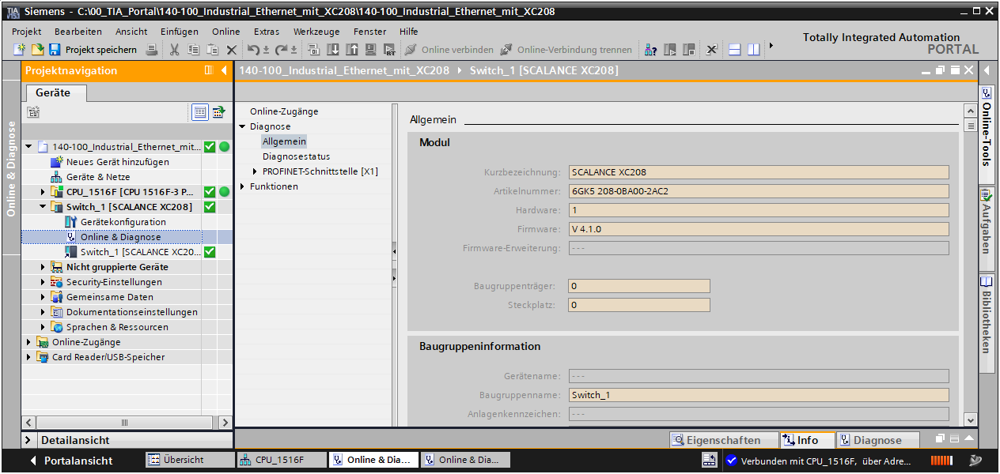 Siemens - C:\00_TIA_Portal\140-100_Industrial_Ethernet_mit_XC208\140-100_Industrial_Ethernet_mit_XC208
Projekt Bearbeiten Ansicht Einfügen Online Extras Werkzeuge Fenster Hilfe
Totally Integrated Automation
PORTAL
Projekt speichern
Online verbinden
Online-Verbindung trennen
Projektnavigation
140-100_Industrial_Ethernet_mit_XC208 Switch_1 [SCALANCE XC208]
Geräte
Online & Diagnose
140-100_Industrial_Ethernet_mit...
Neues Gerät hinzufügen
Geräte & Netze
CPU_1516F [CPU 1516F-3 P...
Switch_1 [SCALANCE XC208]
Gerätekonfiguration
Online & Diagnose
Switch_1 [SCALANCE XC20...
Nicht gruppierte Geräte
Security-Einstellungen
Gemeinsame Daten
Dokumentationseinstellungen
Sprachen & Ressourcen
Online-Zugänge
Card Reader/USB-Speicher
Online-Zugänge
Diagnose
Allgemein
Diagnosestatus
PROFINET-Schnittstelle [X1]
Funktionen
Allgemein
Modul
Kurzbezeichnung: SCALANCE XC208
Artikelnummer: 6GK5 208-0BA00-2AC2
Hardware: 1
Firmware: V 4.1.0
Firmware-Erweiterung: ---
Baugruppenträger: 0
Steckplatz: 0
Baugruppeninformation
Gerätename: ---
Baugruppenname: Switch_1
Anlagenkennzeichen: ---
Online-Tools
Aufgaben
Bibliotheken
Detailansicht
Eigenschaften Info Diagnose
Portalansicht Übersicht CPU_1516F Online & Dia... Online & Dia... Verbunden mit CPU_1516F, über Adre...